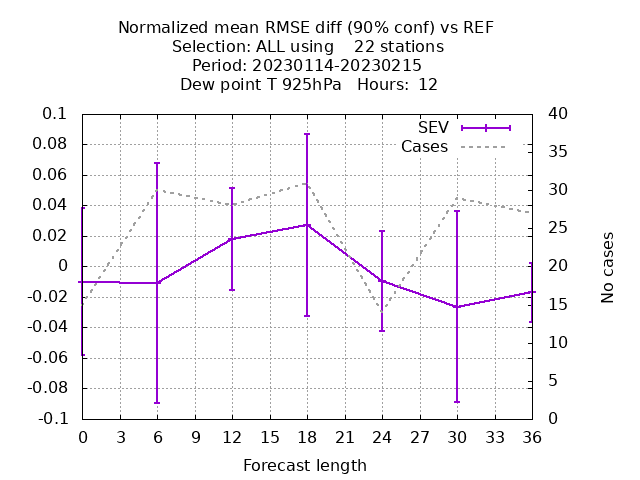 Normalized mean RMSE diff (90% conf) vs REF
Selection: ALL using    22 stations
Period: 20230114-20230215
Dew point T 925hPa   Hours:  12
SEV
Cases
0.1
0.08
0.06
0.04
0.02
0
-0.02
-0.04
-0.06
-0.08
-0.1
40
35
30
25
20
15
10
5
0
No cases
0 3 6 9 12 15 18 21 24 27 30 33 36
Forecast length